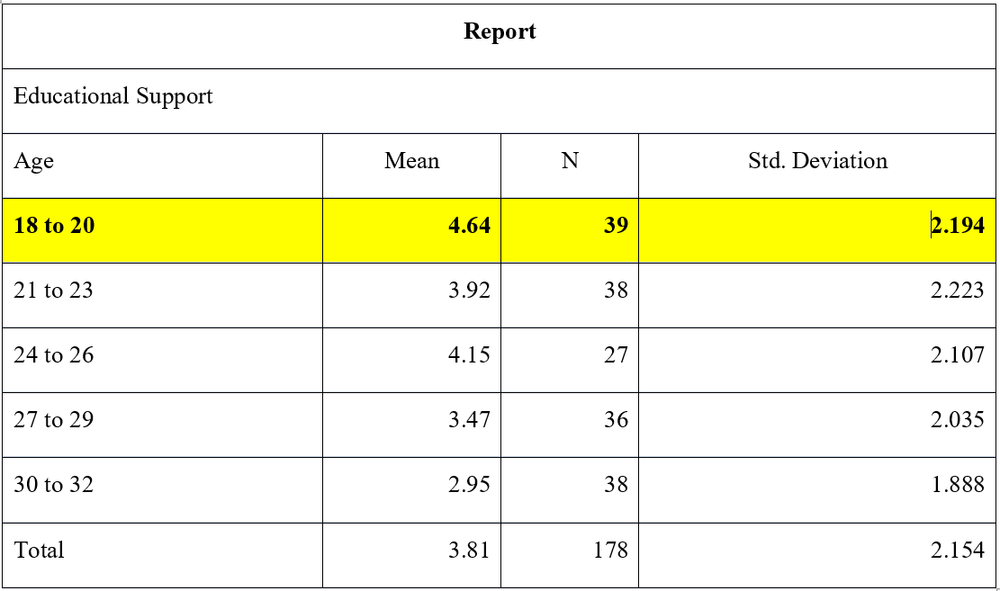 Report
Educational Support
Age Mean N Std. Deviation
18 to 20 4.64 39 2.194
21 to 23 3.92 38 2.223
24 to 26 4.15 27 2.107
27 to 29 3.47 36 2.035
30 to 32 2.95 38 1.888
Total 3.81 178 2.154